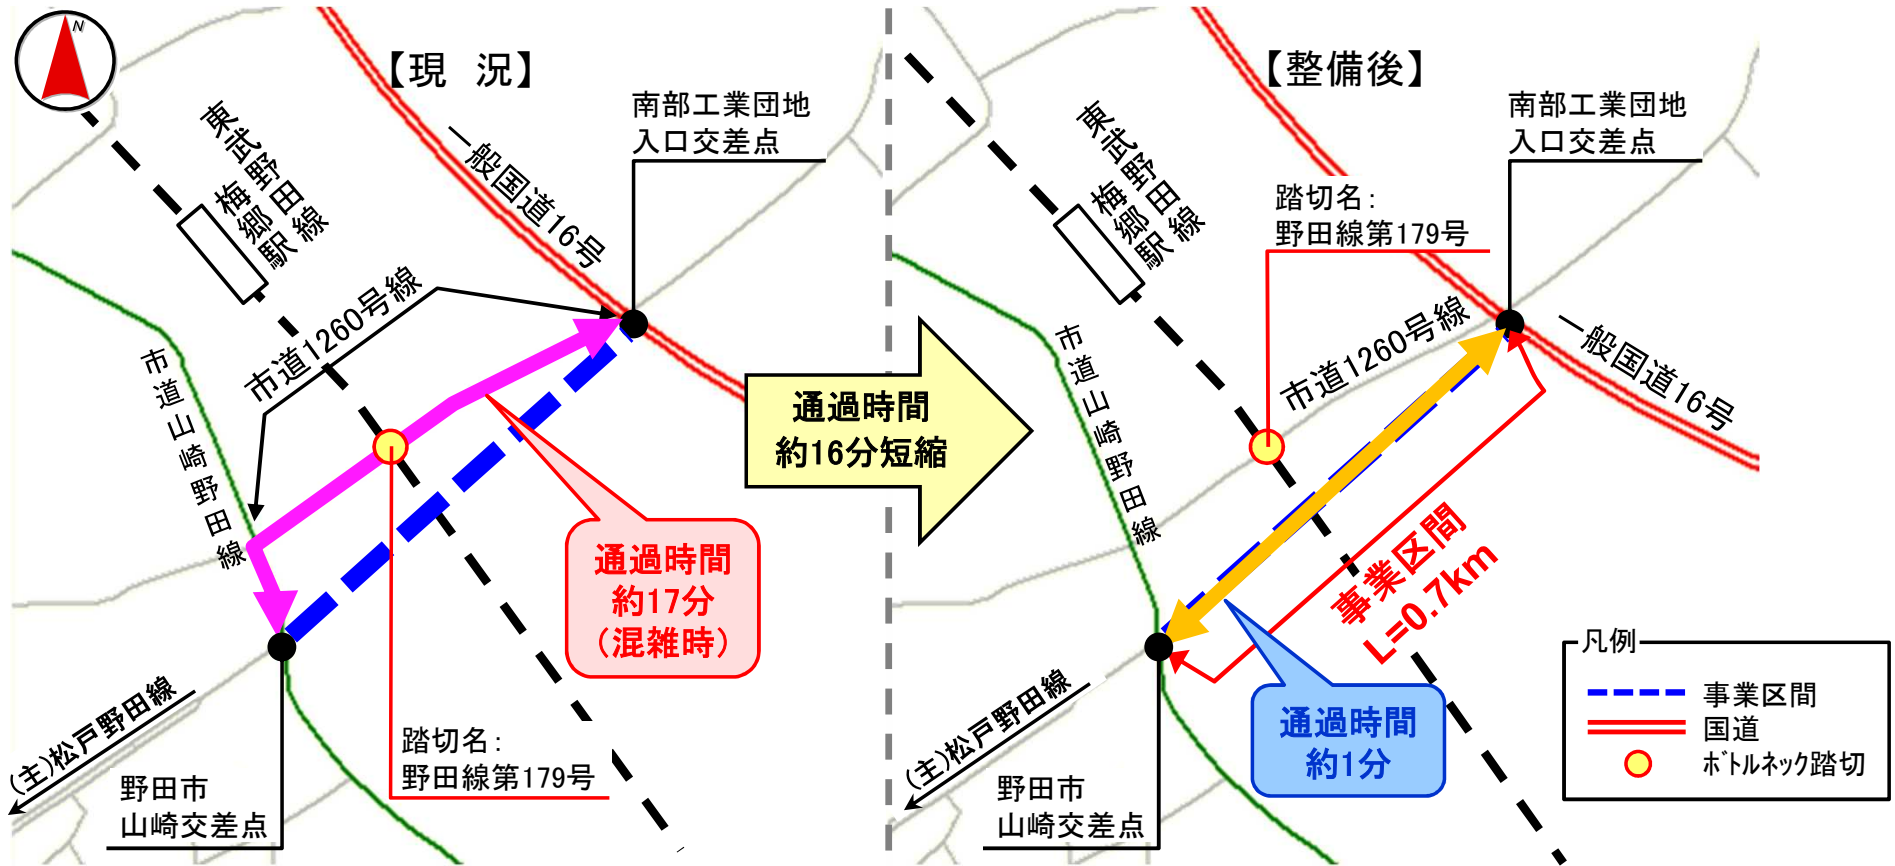 N
【現 況】
南部工業団地
入口交差点
一般国道16号
東武野田線
梅郷駅
市道1260号線
市道山崎野田線
通過時間
約17分
（混雑時）
踏切名：
野田線第179号
(主)松戸野田線
野田市
山崎交差点
通過時間
約16分短縮
【整備後】
南部工業団地
入口交差点
踏切名：
野田線第179号
東武野田線
梅郷駅
市道1260号線
一般国道16号
市道山崎野田線
事業区間
L=0.7km
通過時間
約1分
(主)松戸野田線
野田市
山崎交差点
凡例
事業区間
国道
ﾎﾞﾄﾙﾈｯｸ踏切